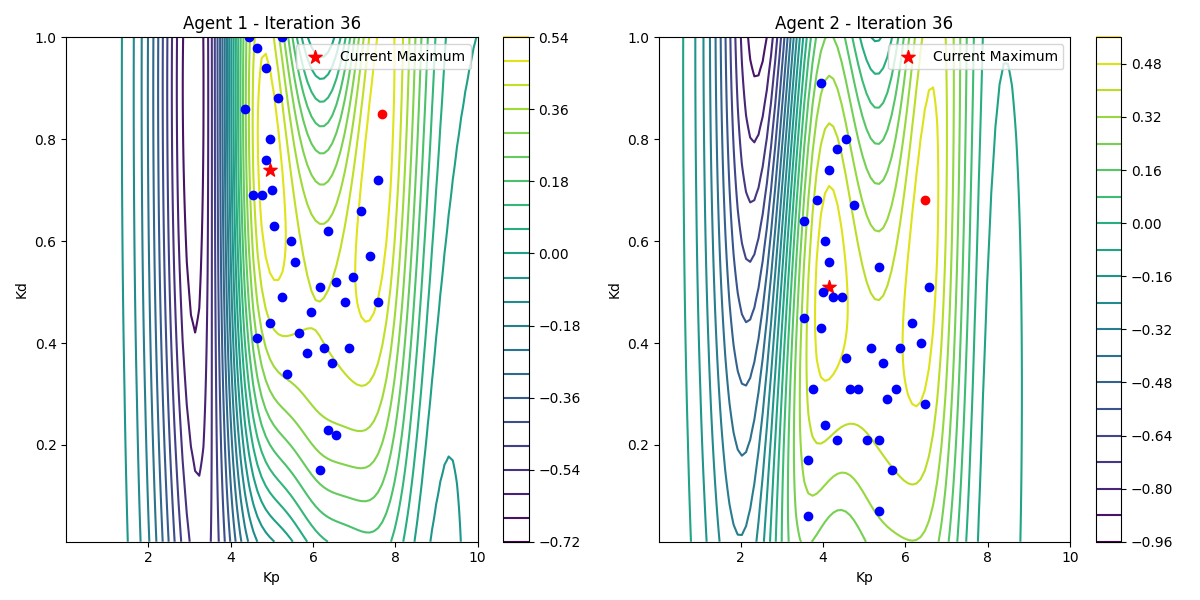 Agent 1 - Iteration 36
Current Maximum
Kd
1.0
0.8
0.6
0.4
0.2
2 4 6 8 10
Kp
0.54
0.36
0.18
0.00
−0.18
−0.36
−0.54
−0.72
Agent 2 - Iteration 36
Current Maximum
Kd
1.0
0.8
0.6
0.4
0.2
2 4 6 8 10
Kp
0.48
0.32
0.16
0.00
−0.16
−0.32
−0.48
−0.64
−0.80
−0.96